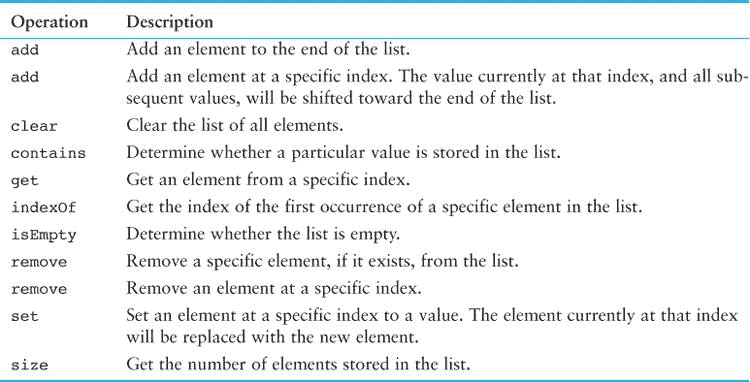 Operation Description
add Add an element to the end of the list.
add Add an element at a specific index. The value currently at that index, and all sub-
sequent values, will be shifted toward the end of the list.
clear Clear the list of all elements.
contains Determine whether a particular value is stored in the list.
get Get an element from a specific index.
indexOf Get the index of the first occurrence of a specific element in the list.
isEmpty Determine whether the list is empty.
remove Remove a specific element, if it exists, from the list.
remove Remove an element at a specific index.
set Set an element at a specific index to a value. The element currently at that index
will be replaced with the new element.
size Get the number of elements stored in the list.